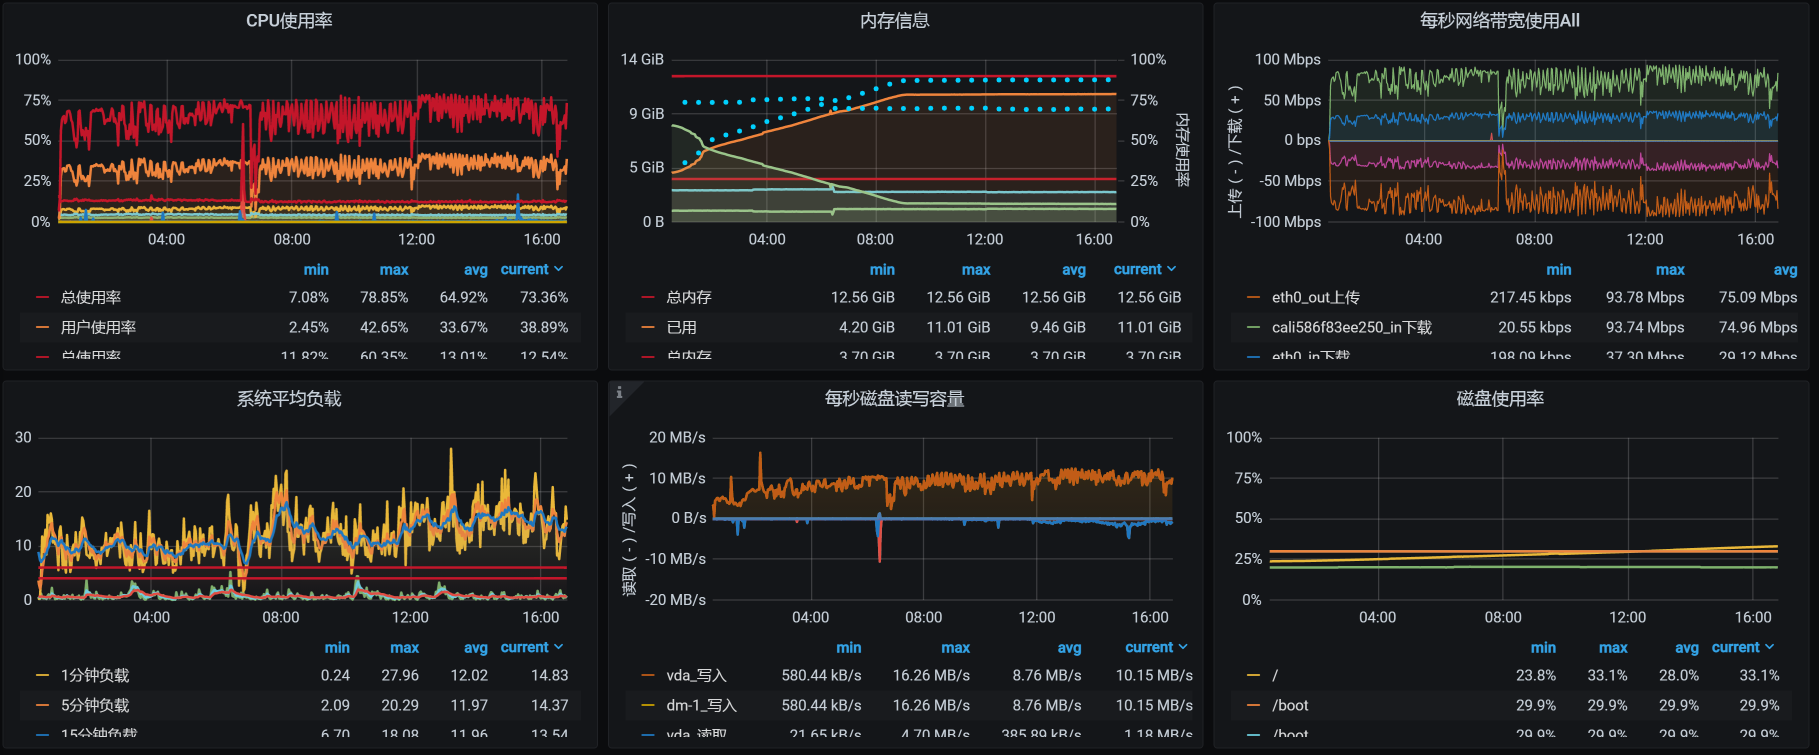 CPU使用率
100%
75%
50%
25%
0%
04:00 08:00 12:00 16:00
min max avg current
总使用率 7.08% 78.85% 64.92% 73.36%
用户使用率 2.45% 42.65% 33.67% 38.89%
总使用率 11.82% 60.35% 13.01% 12.54%
内存信息
14 GiB 100%
75%
9 GiB
50%
5 GiB
25%
0 B 0%
内存使用率
04:00 08:00 12:00 16:00
min max avg current
总内存 12.56 GiB 12.56 GiB 12.56 GiB 12.56 GiB
已用 4.20 GiB 11.01 GiB 9.46 GiB 11.01 GiB
总内存 3.70 GiB 3.70 GiB 3.70 GiB 3.70 GiB
每秒网络带宽使用All
上传 ( - ) /下载 ( + )
100 Mbps
50 Mbps
0 bps
-50 Mbps
-100 Mbps
04:00 08:00 12:00 16:00
min max avg
eth0_out上传 217.45 kbps 93.78 Mbps 75.09 Mbps
cali586f83ee250_in下载 20.55 kbps 93.74 Mbps 74.96 Mbps
eth0_in下载 198.09 kbps 37.30 Mbps 29.12 Mbps
系统平均负载
30
20
10
0
04:00 08:00 12:00 16:00
min max avg current
1分钟负载 0.24 27.96 12.02 14.83
5分钟负载 2.09 20.29 11.97 14.37
15分钟负载 6.70 18.08 11.96 13.54
i
每秒磁盘读写容量
读取 ( - ) /写入 ( + )
20 MB/s
10 MB/s
0 B/s
-10 MB/s
-20 MB/s
04:00 08:00 12:00 16:00
min max avg current
vda_写入 580.44 kB/s 16.26 MB/s 8.76 MB/s 10.15 MB/s
dm-1_写入 580.44 kB/s 16.26 MB/s 8.76 MB/s 10.15 MB/s
vda_读取 21.65 kB/s 4.70 MB/s 385.89 kB/s 1.18 MB/s
磁盘使用率
100%
75%
50%
25%
0%
04:00 08:00 12:00 16:00
min max avg current
/ 23.8% 33.1% 28.0% 33.1%
/boot 29.9% 29.9% 29.9% 29.9%
/boot 29.9% 29.9% 29.9% 29.9%